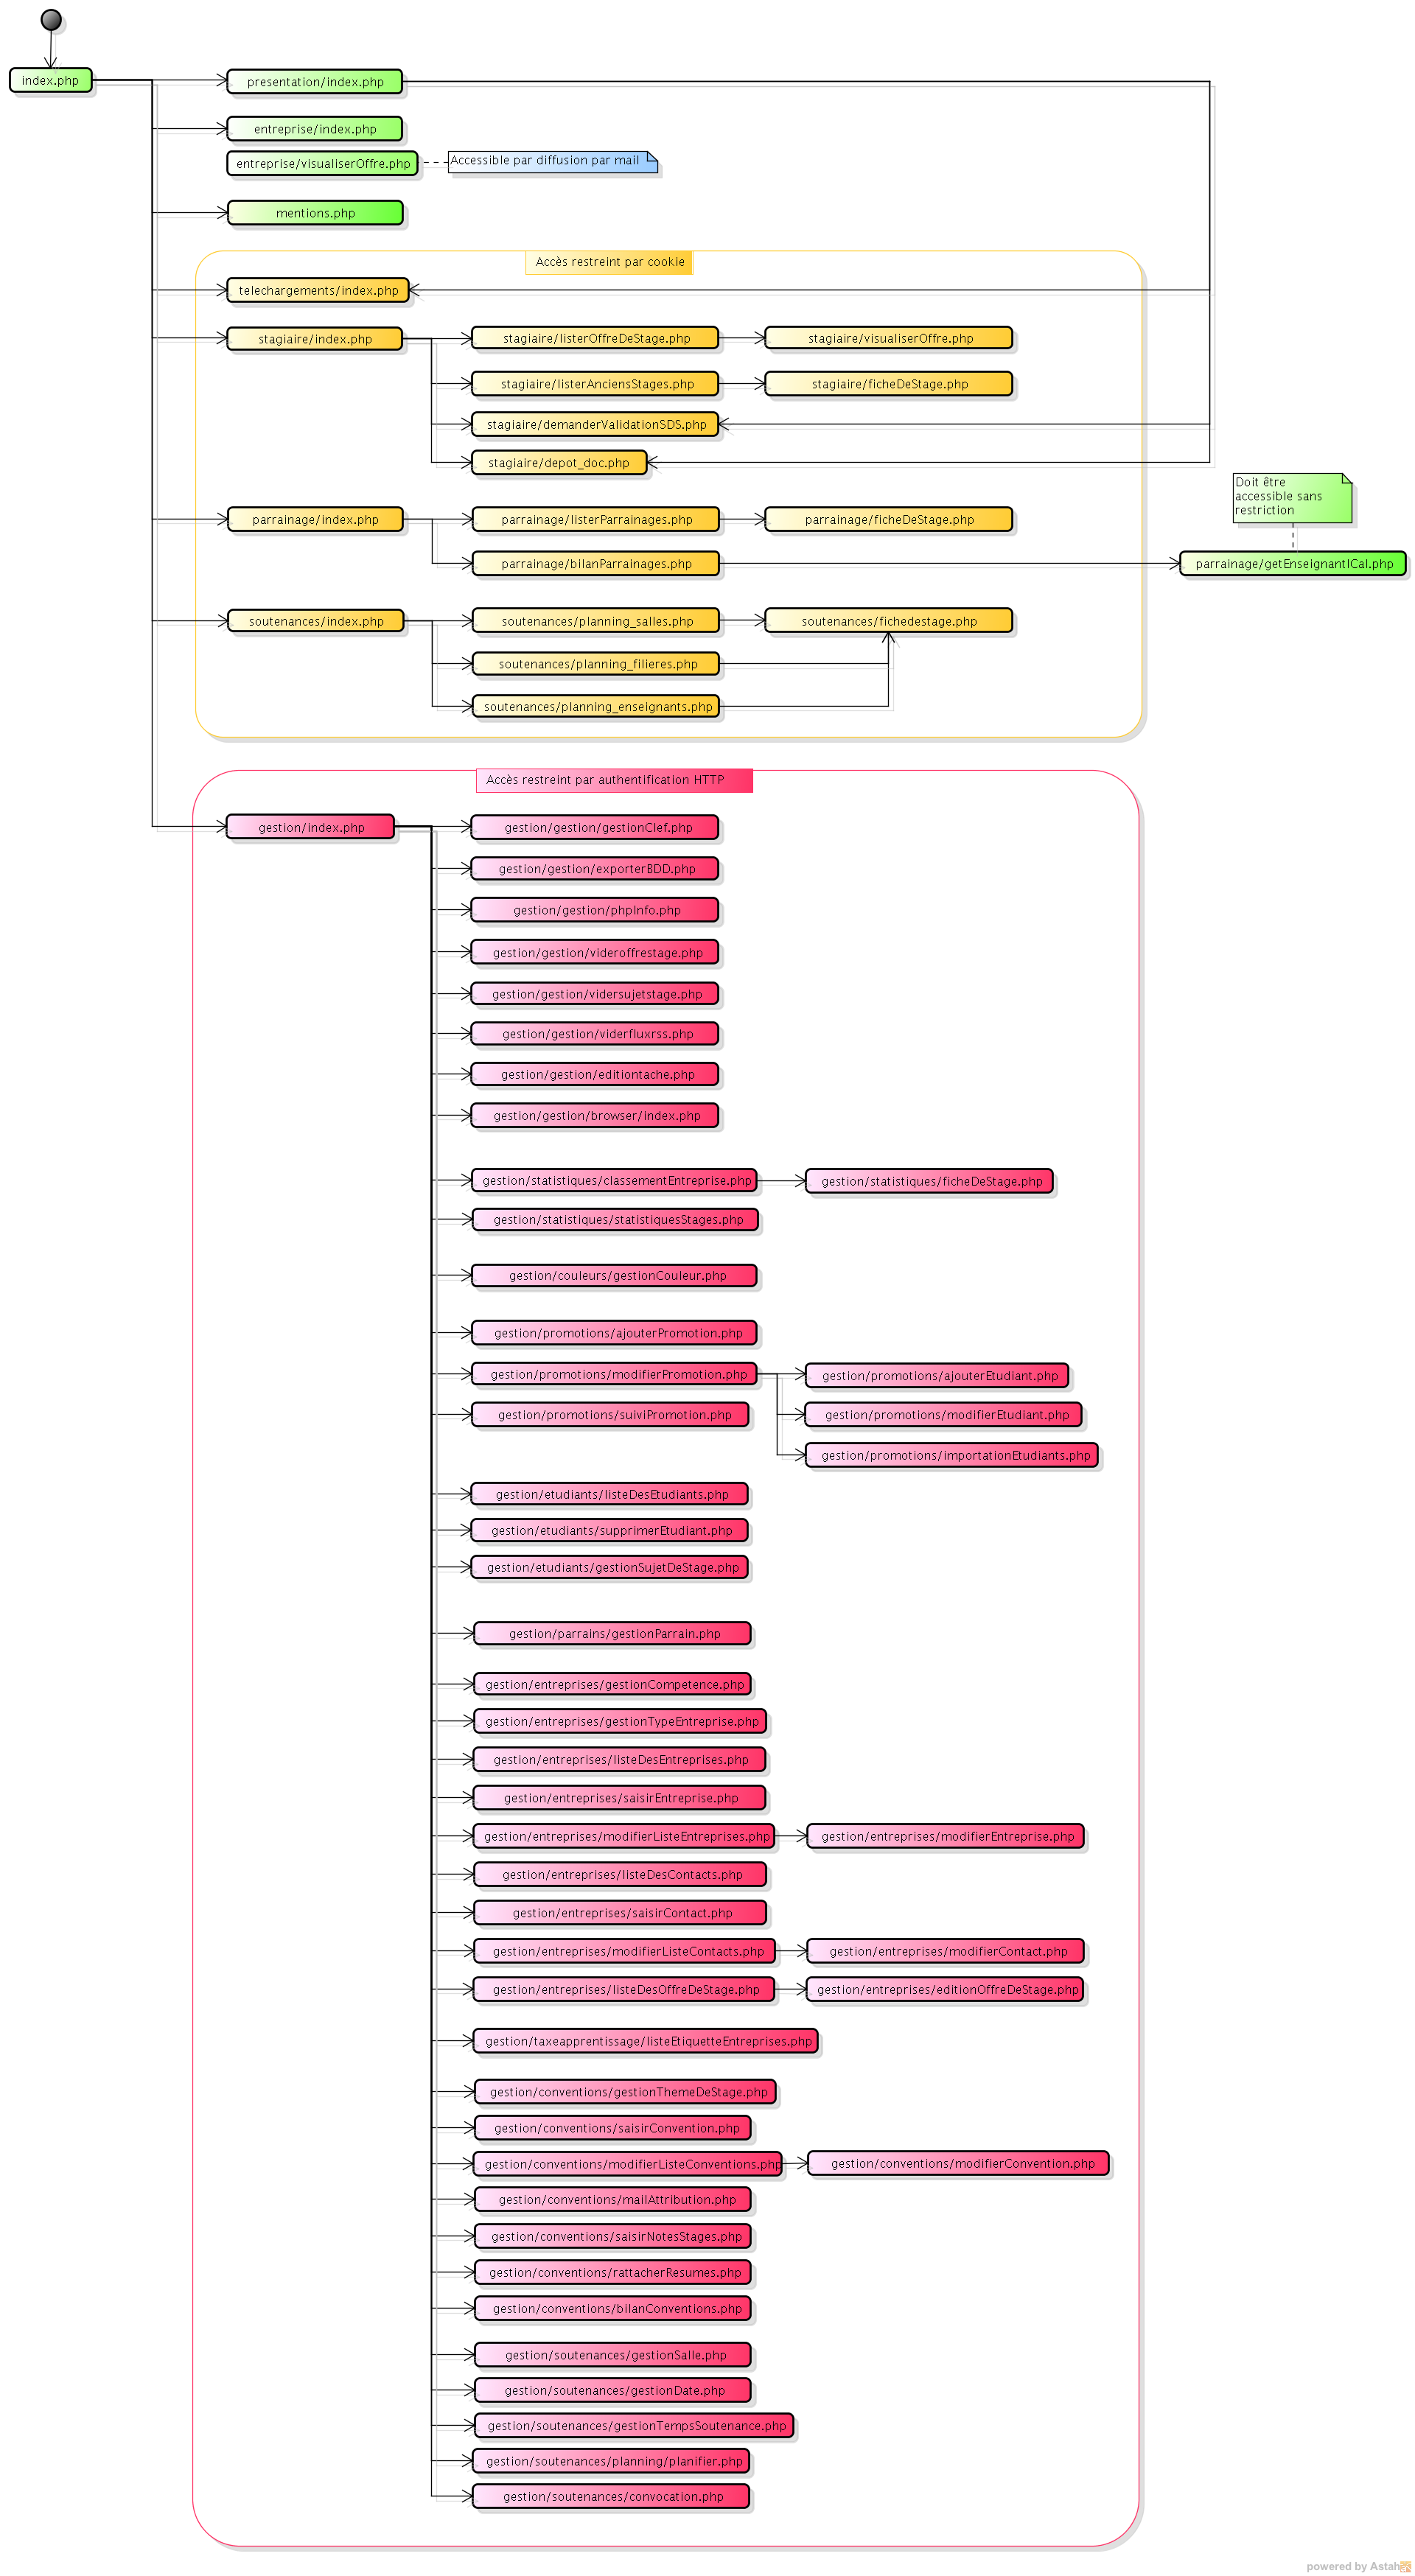 index.php
presentation/index.php
entreprise/index.php
entreprise/visualiserOffre.php
Accessible par diffusion par mail
mentions.php
Accès restreint par cookie
telechargements/index.php
stagiaire/index.php
stagiaire/listerOffreDeStage.php
stagiaire/visualiserOffre.php
stagiaire/listerAnciensStages.php
stagiaire/ficheDeStage.php
stagiaire/demanderValidationSDS.php
stagiaire/depot_doc.php
Doit être
accessible sans
restriction
parrainage/index.php
parrainage/listerParrainages.php
parrainage/ficheDeStage.php
parrainage/bilanParrainages.php
parrainage/getEnseignantICal.php
soutenances/index.php
soutenances/planning_salles.php
soutenances/fichedestage.php
soutenances/planning_filieres.php
soutenances/planning_enseignants.php
Accès restreint par authentification HTTP
gestion/index.php
gestion/gestion/gestionClef.php
gestion/gestion/exporterBDD.php
gestion/gestion/phpInfo.php
gestion/gestion/videroffrestage.php
gestion/gestion/vidersujetstage.php
gestion/gestion/viderfluxrss.php
gestion/gestion/editiontache.php
gestion/gestion/browser/index.php
gestion/statistiques/classementEntreprise.php
gestion/statistiques/ficheDeStage.php
gestion/statistiques/statistiquesStages.php
gestion/couleurs/gestionCouleur.php
gestion/promotions/ajouterPromotion.php
gestion/promotions/modifierPromotion.php
gestion/promotions/ajouterEtudiant.php
gestion/promotions/suiviPromotion.php
gestion/promotions/modifierEtudiant.php
gestion/promotions/importationEtudiants.php
gestion/etudiants/listeDesEtudiants.php
gestion/etudiants/supprimerEtudiant.php
gestion/etudiants/gestionSujetDeStage.php
gestion/parrains/gestionParrain.php
gestion/entreprises/gestionCompetence.php
gestion/entreprises/gestionTypeEntreprise.php
gestion/entreprises/listeDesEntreprises.php
gestion/entreprises/saisirEntreprise.php
gestion/entreprises/modifierListeEntreprises.php
gestion/entreprises/modifierEntreprise.php
gestion/entreprises/listeDesContacts.php
gestion/entreprises/saisirContact.php
gestion/entreprises/modifierListeContacts.php
gestion/entreprises/modifierContact.php
gestion/entreprises/listeDesOffreDeStage.php
gestion/entreprises/editionOffreDeStage.php
gestion/taxeapprentissage/listeEtiquetteEntreprises.php
gestion/conventions/gestionThemeDeStage.php
gestion/conventions/saisirConvention.php
gestion/conventions/modifierListeConventions.php
gestion/conventions/modifierConvention.php
gestion/conventions/mailAttribution.php
gestion/conventions/saisirNotesStages.php
gestion/conventions/rattacherResumes.php
gestion/conventions/bilanConventions.php
gestion/soutenances/gestionSalle.php
gestion/soutenances/gestionDate.php
gestion/soutenances/gestionTempsSoutenance.php
gestion/soutenances/planning/planifier.php
gestion/soutenances/convocation.php
powered by Astah